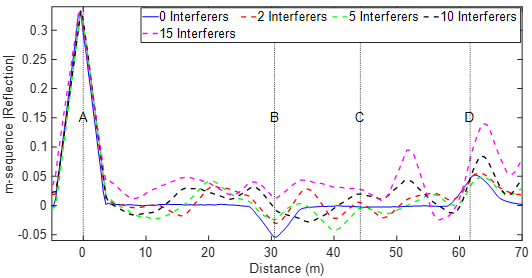 0 Interferers 2 Interferers 5 Interferers 10 Interferers
15 Interferers
0.3
0.25
0.2
0.15
0.1
0.05
0
-0.05
m-sequence |Reflection|
A B C D
0 10 20 30 40 50 60 70
Distance (m)